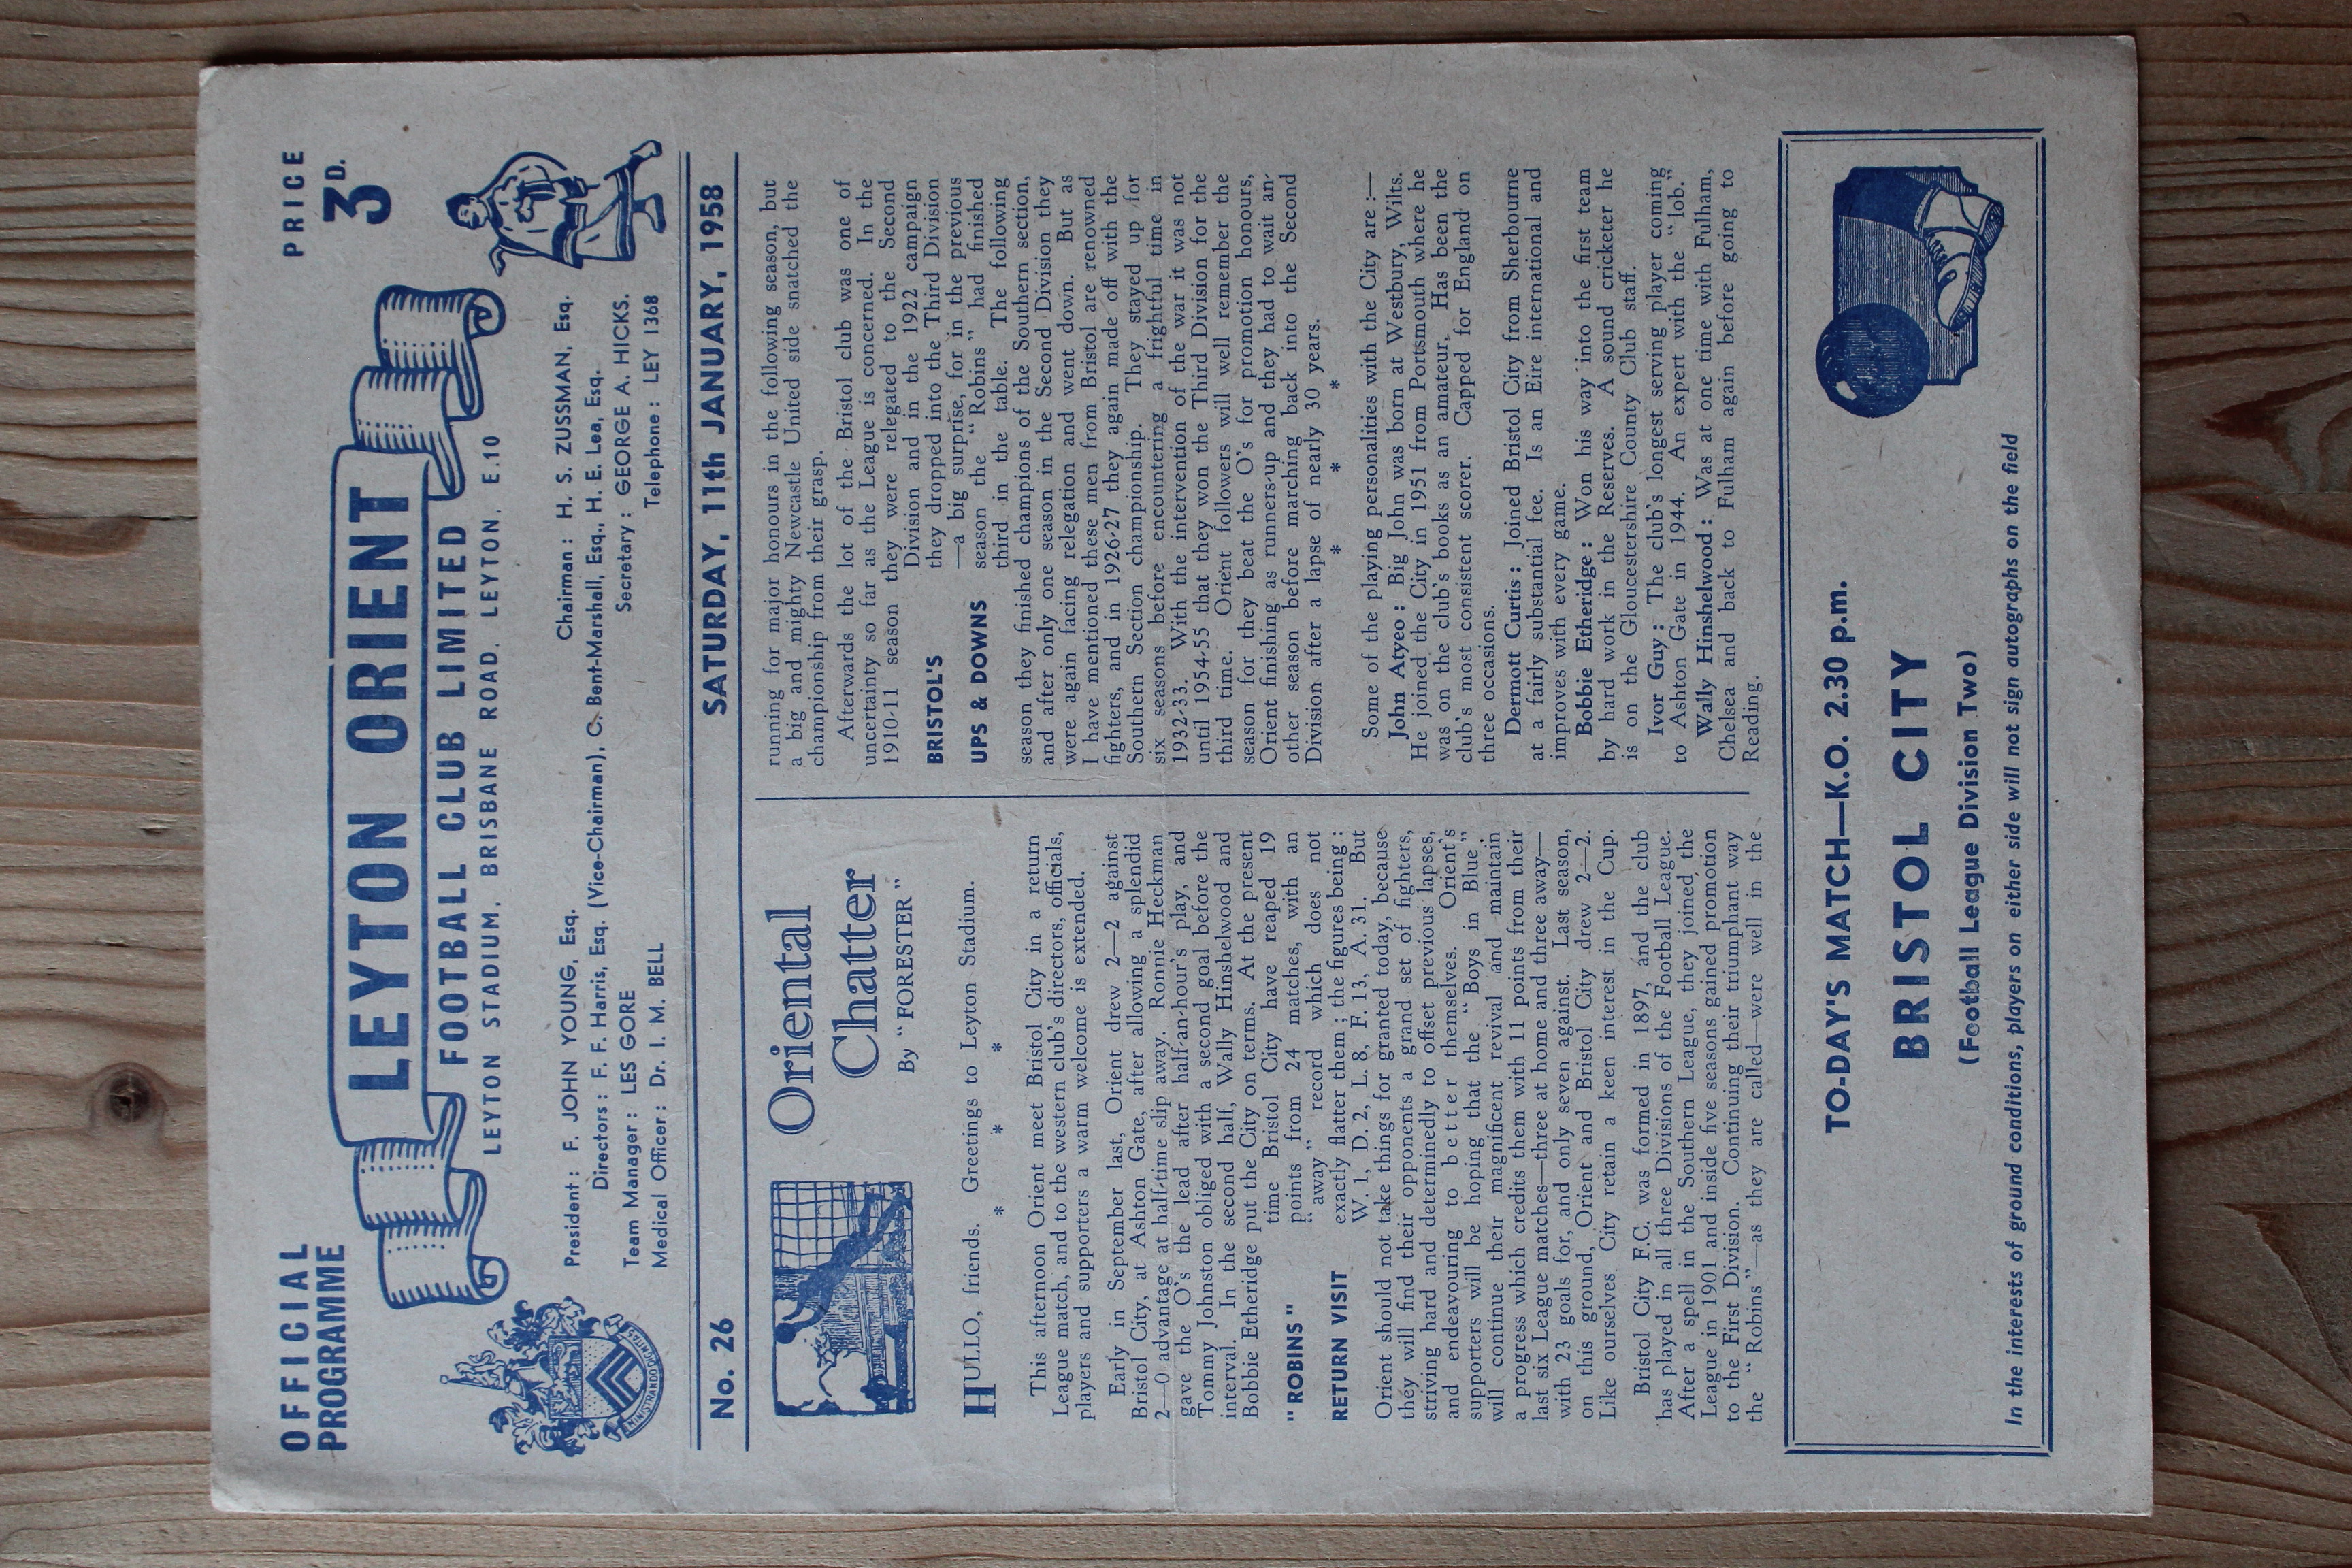 OFFICIAL
PROGRAMME
PRICE
3D.
LEYTON ORIENT
FOOTBALL CLUB LIMITED
LEYTON STADIUM, BRISBANE ROAD, LEYTON, E.10
MINISTRANDO DIGNITAS
President : F. JOHN YOUNG, Esq. Chairman : H. S. ZUSSMAN, Esq.
Directors : F. F. Harris, Esq. (Vice-Chairman), C. Bent-Marshall, Esq., H. E. Lea, Esq.
Team Manager : LES GORE Secretary : GEORGE A. HICKS.
Medical Officer : Dr. I. M. BELL Telephone : LEY 1368
No. 26 SATURDAY, 11th JANUARY, 1958
Oriental
Chatter
By "FORESTER"
HULLO, friends. Greetings to Leyton Stadium.
* * * *
This afternoon Orient meet Bristol City in a return
League match, and to the western club's directors, officials,
players and supporters a warm welcome is extended.
Early in September last, Orient drew 2—2 against
Bristol City, at Ashton Gate, after allowing a splendid
2—0 advantage at half-time slip away. Ronnie Heckman
gave the O's the lead after half-an-hour's play, and
Tommy Johnston obliged with a second goal before the
interval. In the second half, Wally Hinshelwood and
Bobbie Etheridge put the City on terms. At the present
time Bristol City have reaped 19
"ROBINS" points from 24 matches, with an
"away" record which does not
RETURN VISIT exactly flatter them; the figures being :
W. 1, D. 2, L. 8, F. 13, A. 31. But
Orient should not take things for granted today, because
they will find their opponents a grand set of fighters,
striving hard and determinedly to offset previous lapses,
and endeavouring to better themselves. Orient's
supporters will be hoping that the "Boys in Blue"
will continue their magnificent revival and maintain
a progress which credits them with 11 points from their
last six League matches—three at home and three away—
with 23 goals for, and only seven against. Last season,
on this ground, Orient and Bristol City drew 2—2.
Like ourselves City retain a keen interest in the Cup.
Bristol City F.C. was formed in 1897, and the club
has played in all three Divisions of the Football League.
After a spell in the Southern League, they joined the
League in 1901 and inside five seasons gained promotion
to the First Division. Continuing their triumphant way
the "Robins"—as they are called—were well in the
running for major honours in the following season, but
a big and mighty Newcastle United side snatched the
championship from their grasp.
Afterwards the lot of the Bristol club was one of
uncertainty so far as the League is concerned. In the
1910-11 season they were relegated to the Second
Division and in the 1922 campaign
BRISTOL'S they dropped into the Third Division
—a big surprise, for in the previous
UPS & DOWNS season the "Robins" had finished
third in the table. The following
season they finished champions of the Southern section,
and after only one season in the Second Division they
were again facing relegation and went down. But as
I have mentioned these men from Bristol are renowned
fighters, and in 1926-27 they again made off with the
Southern Section championship. They stayed up for
six seasons before encountering a frightful time in
1932-33. With the intervention of the war it was not
until 1954-55 that they won the Third Division for the
third time. Orient followers will well remember the
season for they beat the O's for promotion honours,
Orient finishing as runners-up and they had to wait an-
other season before marching back into the Second
Division after a lapse of nearly 30 years.
* * *
Some of the playing personalities with the City are :—
John Atyeo : Big John was born at Westbury, Wilts.
He joined the City in 1951 from Portsmouth where he
was on the club's books as an amateur, Has been the
club's most consistent scorer. Capped for England on
three occasions.
Dermott Curtis : Joined Bristol City from Sherbourne
at a fairly substantial fee. Is an Eire international and
improves with every game.
Bobbie Etheridge : Won his way into the first team
by hard work in the Reserves. A sound cricketer he
is on the Gloucestershire County Club staff.
Ivor Guy : The club's longest serving player coming
to Ashton Gate in 1944. An expert with the "lob."
Wally Hinshelwood : Was at one time with Fulham,
Chelsea and back to Fulham again before going to
Reading.
TO-DAY'S MATCH—K.O. 2.30 p.m.
BRISTOL CITY
(Football League Division Two)
In the interests of ground conditions, players on either side will not sign autographs on the field